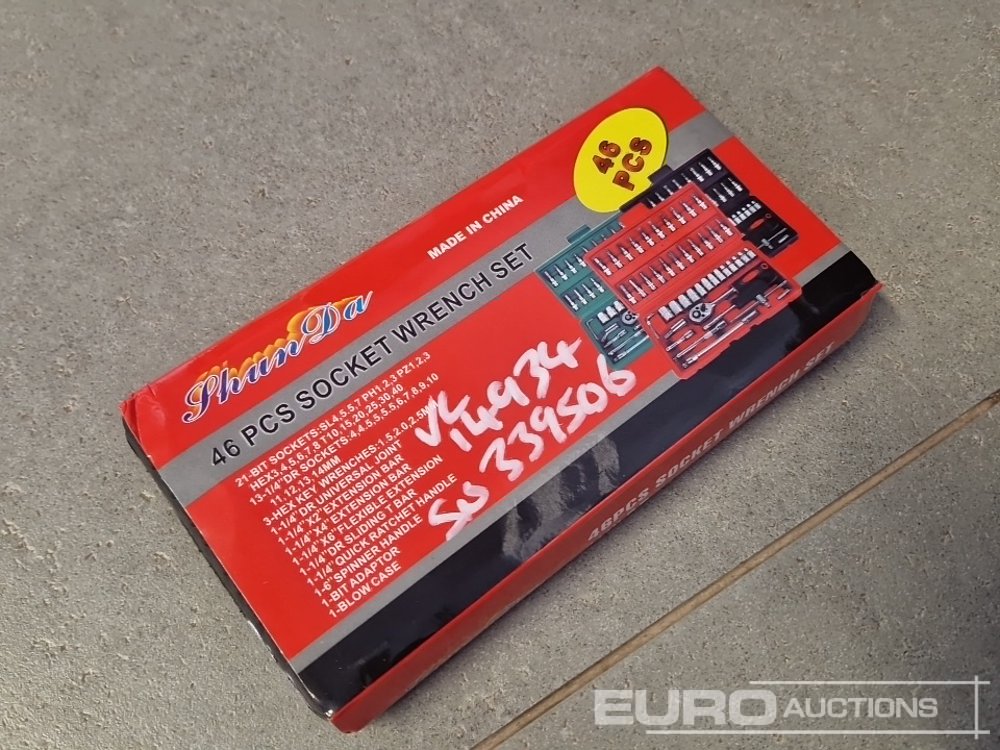 46
PCS
MADE IN CHINA
ShunDa
46 PCS SOCKET WRENCH SET
21-BIT SOCKETS:SL4,5.5,7 PH1,2,3 PZ1,2,3
HEX3,4,5,6,7,8 T10,15,20,25,30,40
13-1/4"DR SOCKETS:4,4.5,5,5.5,6,7,8,9,10
11,12,13,14MM
3-HEX KEY WRENCHES:1.5,2.0,2.5M
1-1/4"DR UNIVERSAL JOINT
1-1/4"X2"EXTENSION BAR
1-1/4"X4"EXTENSION BAR
1-1/4"X6"FLEXIBLE EXTENSION
1-1/4"DR SLIDING T BAR
1-1/4"QUICK RATCHET HANDLE
1-6"SPINNER HANDLE
1-BIT ADAPTOR
1-BLOW CASE
14934
339506
46PCS SOCKET WRENCH SET
EURO AUCTIONS